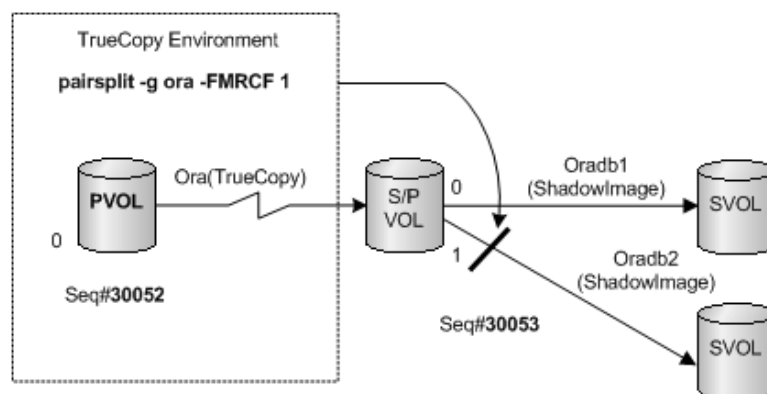 TrueCopy Environment
pairsplit -g ora -FMRCF 1
Ora(TrueCopy)
PVOL
0
Seq#30052
S/P
VOL
0
1
Seq#30053
Oradb1
(ShadowImage)
SVOL
Oradb2
(ShadowImage)
SVOL